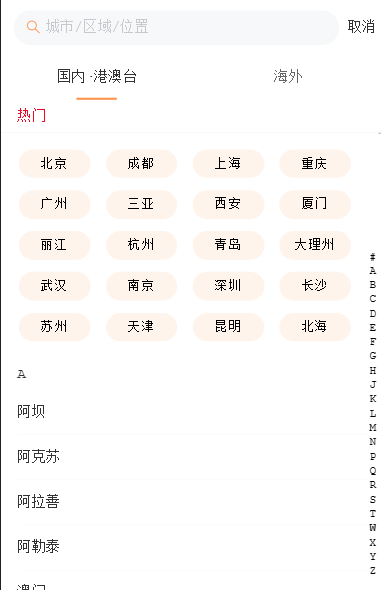 城市/区域/位置 取消
国内·港澳台 海外
热门
北京 成都 上海 重庆
广州 三亚 西安 厦门
丽江 杭州 青岛 大理州
武汉 南京 深圳 长沙
苏州 天津 昆明 北海
A
阿坝
阿克苏
阿拉善
阿勒泰
澳门
#
A
B
C
D
E
F
G
H
J
K
L
M
N
P
Q
R
S
T
W
X
Y
Z